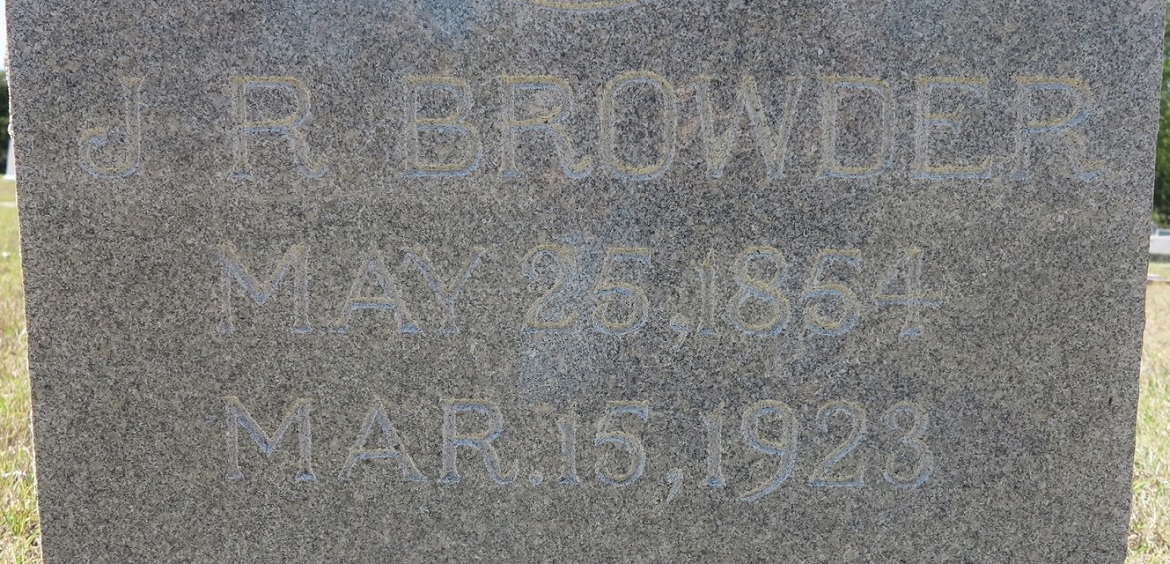 J R BROWDER
MAY 25, 1854
MAR. 15, 1923